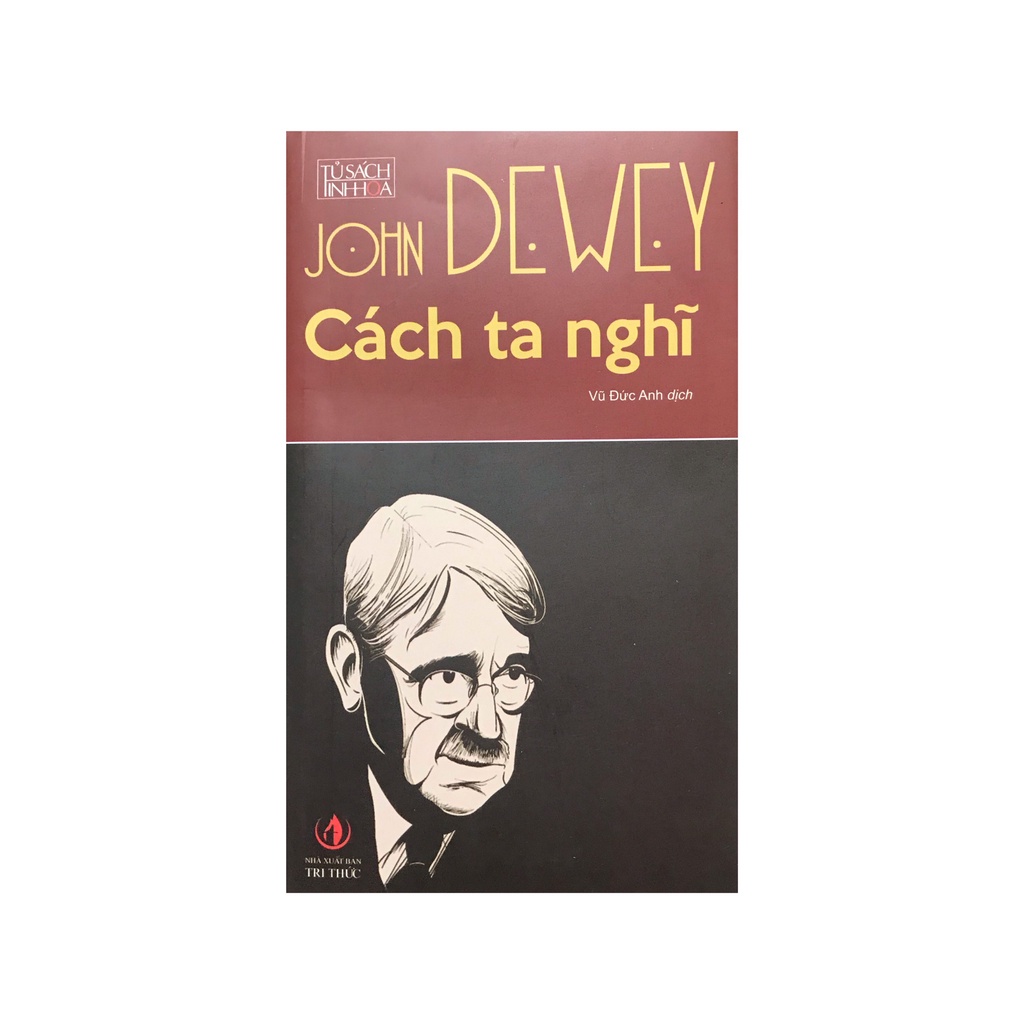 TỦ SÁCH
TINH HOA
JOHN DEWEY
Cách ta nghĩ
Vũ Đức Anh dịch
NHÀ XUẤT BẢN
TRI THỨC